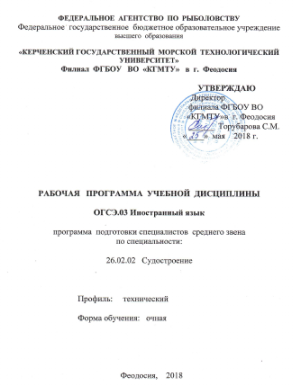 ФЕДЕРАЛЬНОЕ АГЕНТСТВО ПО РЫБОЛОВСТВУ
Федеральное государственное бюджетное образовательное учреждение
высшего образования
«КЕРЧЕНСКИЙ ГОСУДАРСТВЕННЫЙ МОРСКОЙ ТЕХНОЛОГИЧЕСКИЙ
УНИВЕРСИТЕТ»
Филиал ФГБОУ ВО «КГМТУ» в г. Феодосия
УТВЕРЖДАЮ
Директор
филиала ФГБОУ ВО
«КГМТУ»в г. Феодосия
Торубарова С.М.
« » мая 2018 г.
РАБОЧАЯ ПРОГРАММА УЧЕБНОЙ ДИСЦИПЛИНЫ
ОГСЭ.03 Иностранный язык
программа подготовки специалистов среднего звена
по специальности:
26.02.02 Судостроение
Профиль: технический
Форма обучения: очная
Феодосия, 2018